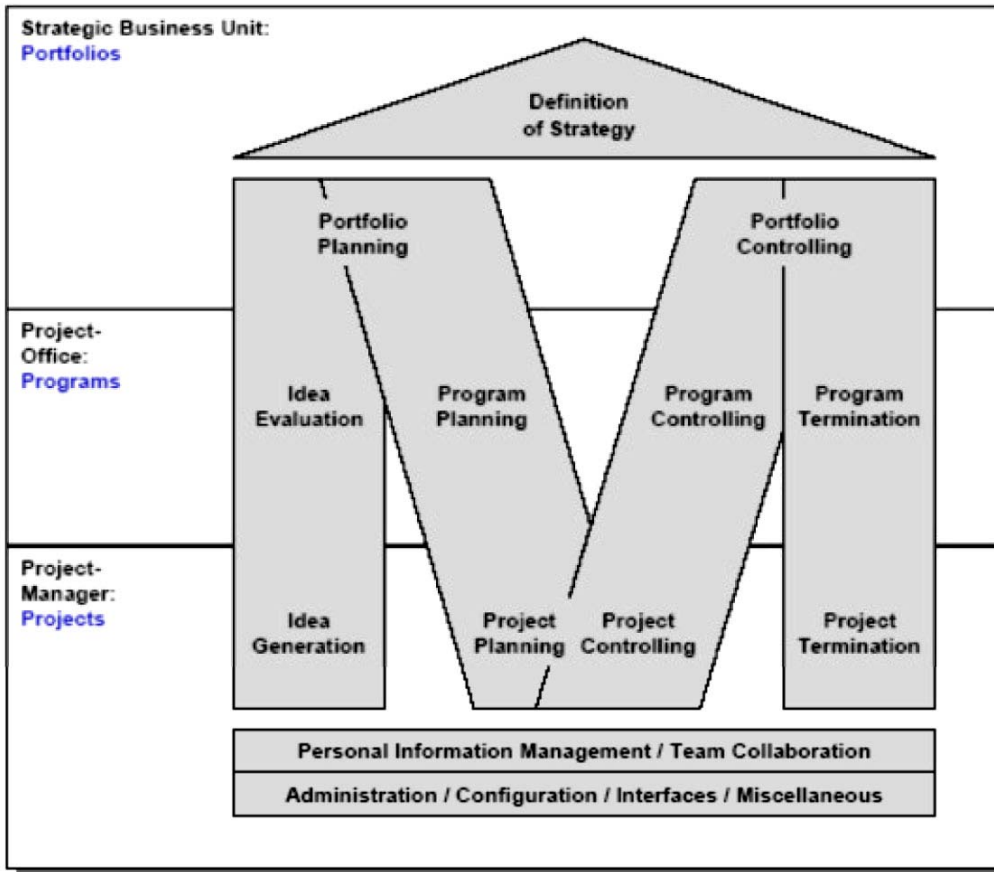 Strategic Business Unit:
Portfolios
Definition
of Strategy
Portfolio
Planning
Portfolio
Controlling
Project-
Office:
Programs
Idea
Evaluation
Program
Planning
Program
Controlling
Program
Termination
Project-
Manager:
Projects
Idea
Generation
Project
Planning
Project
Controlling
Project
Termination
Personal Information Management / Team Collaboration
Administration / Configuration / Interfaces / Miscellaneous